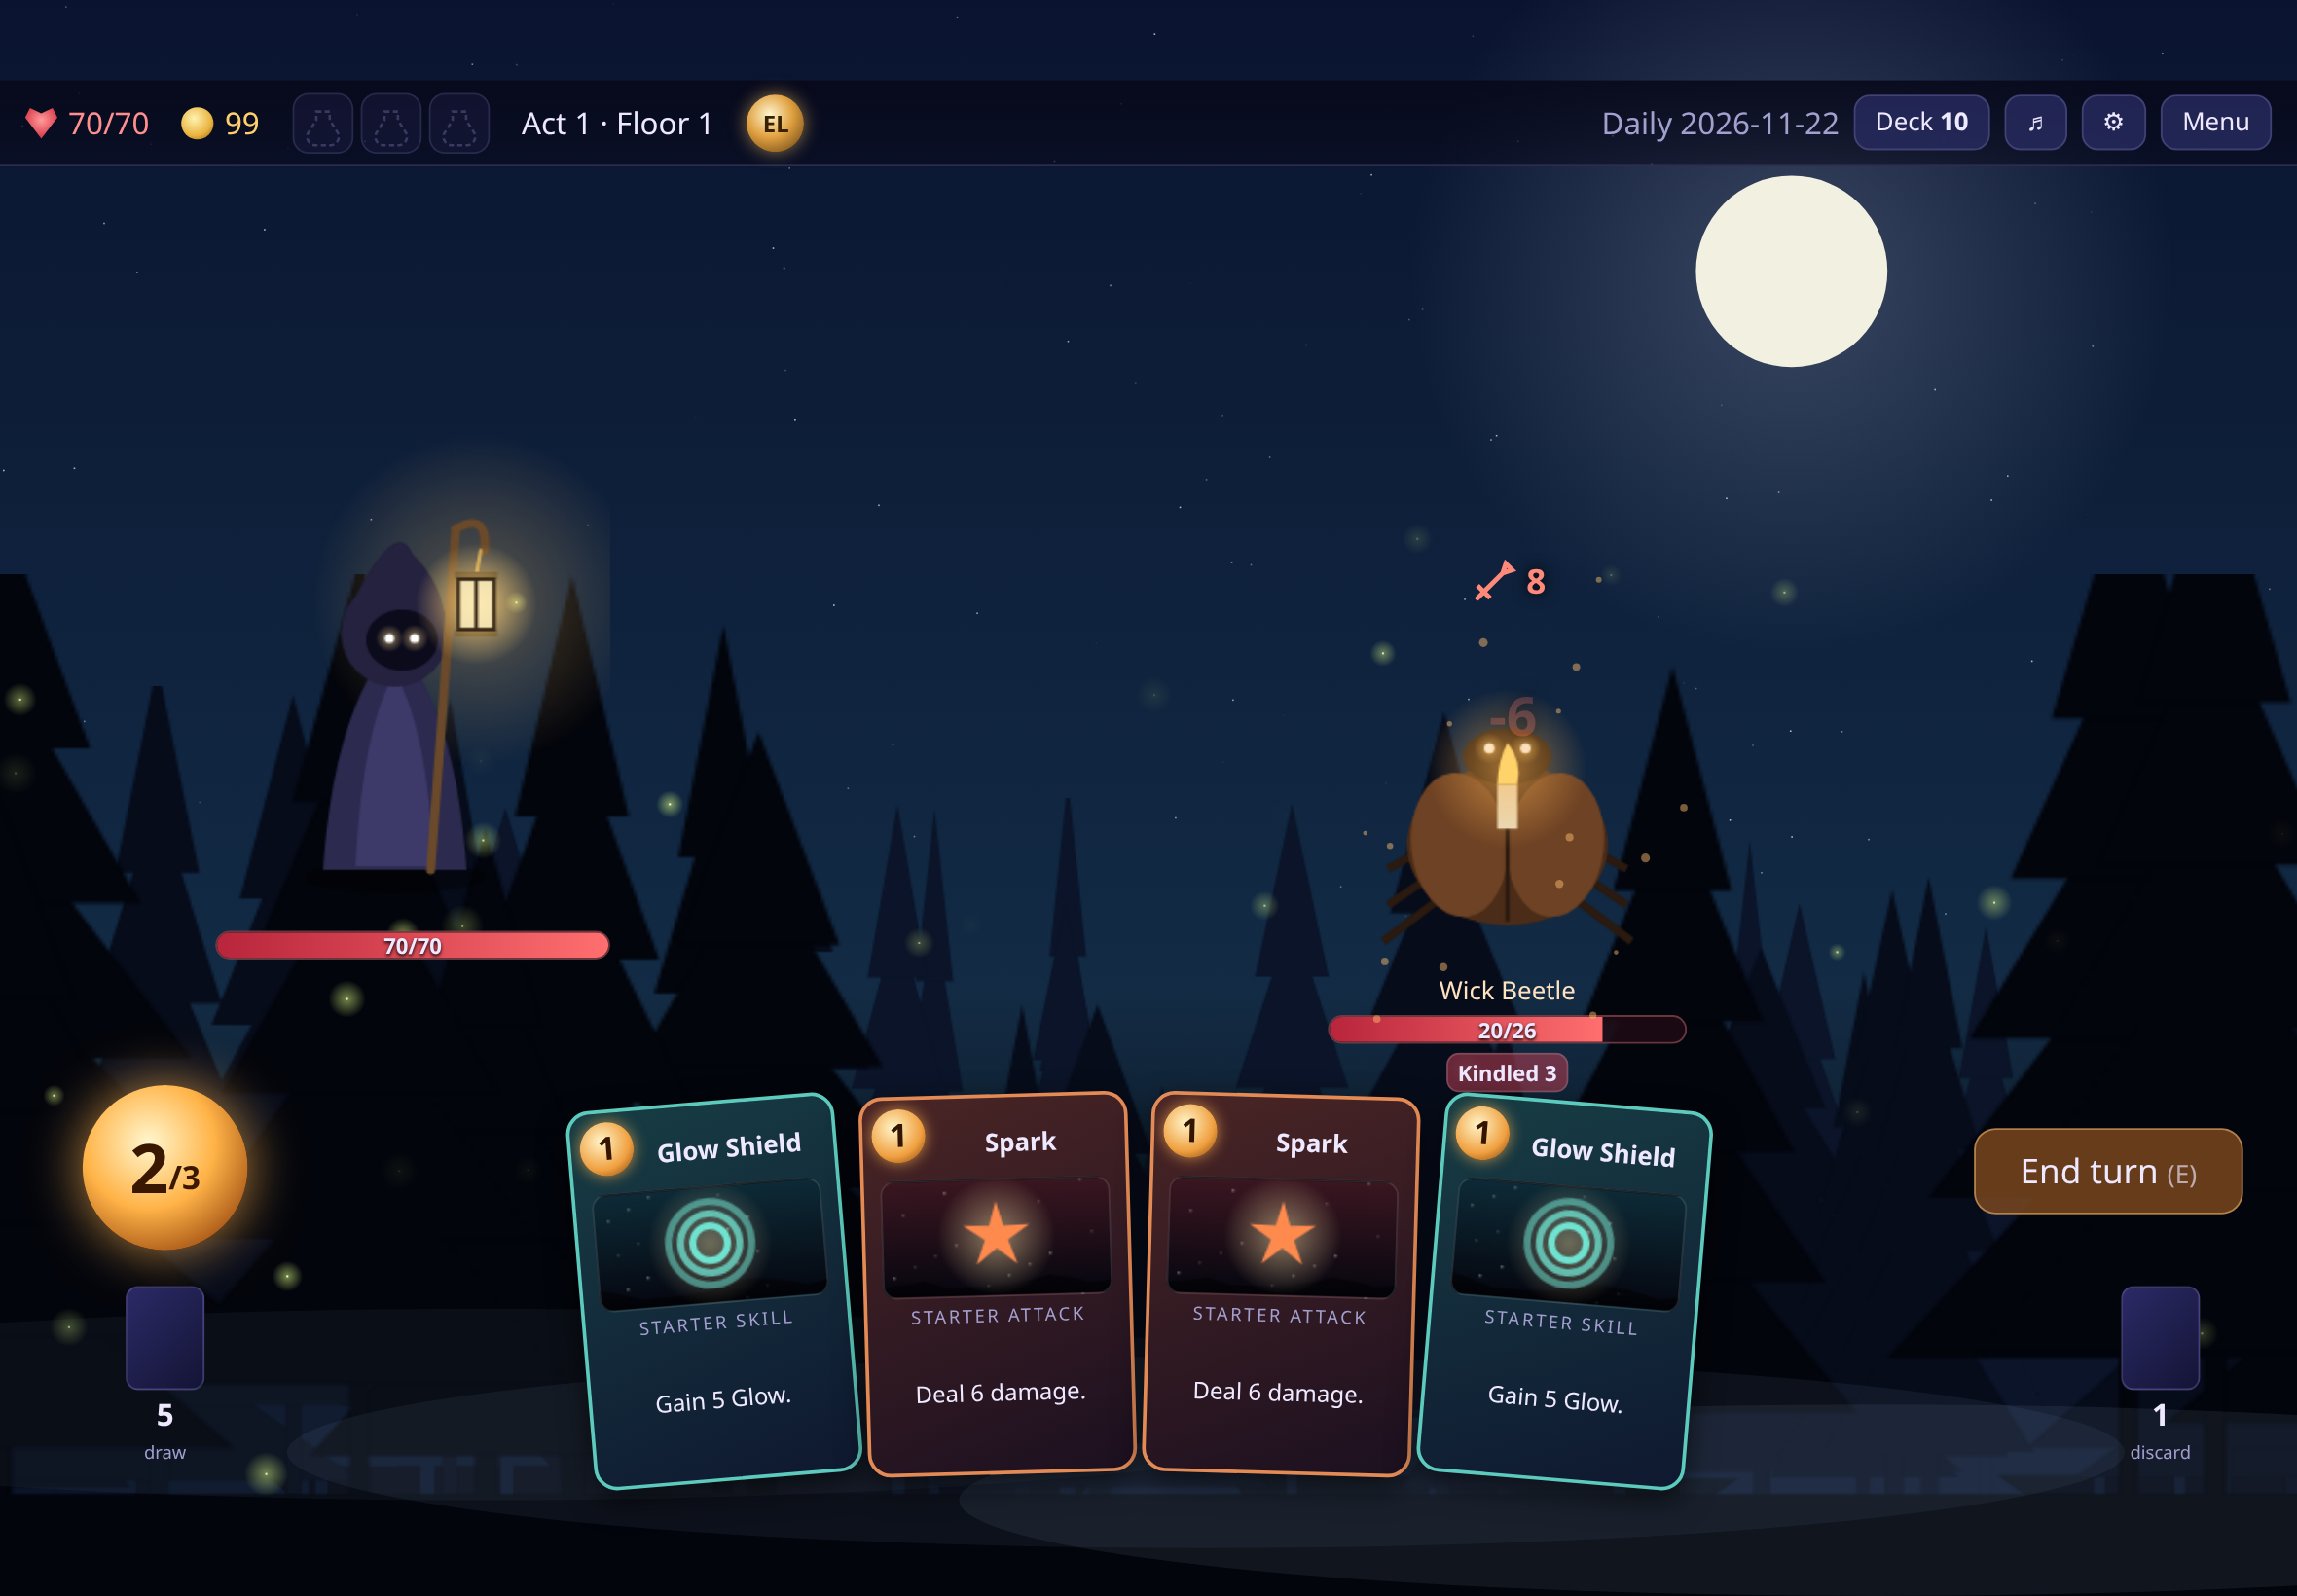 70/70 99 Act 1 · Floor 1 EL Daily 2026-11-22 Deck 10 ♬ ⚙ Menu
8
-6
70/70
Wick Beetle
20/26
Kindled 3
2/3
1 Glow Shield
STARTER SKILL
Gain 5 Glow.
1 Spark
STARTER ATTACK
Deal 6 damage.
1 Spark
STARTER ATTACK
Deal 6 damage.
1 Glow Shield
STARTER SKILL
Gain 5 Glow.
End turn (E)
5
draw
1
discard